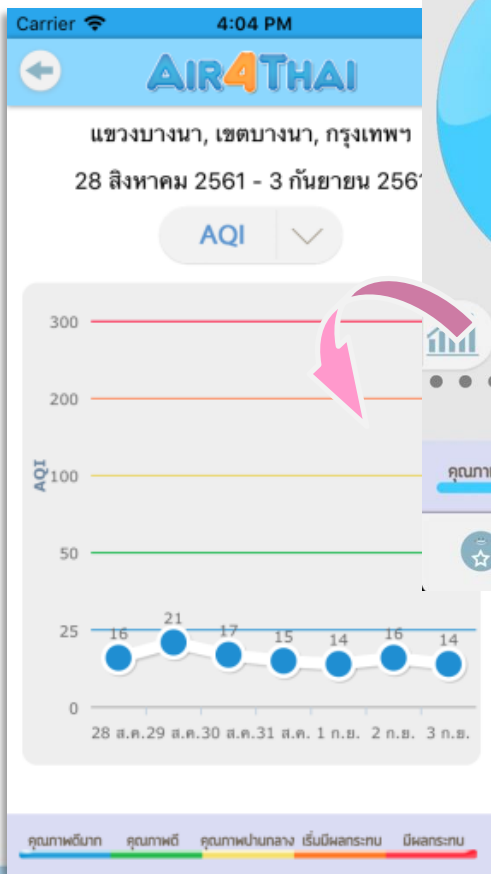 Carrier 4:04 PM
AIR4THAI
แขวงบางนา, เขตบางนา, กรุงเทพฯ
28 สิงหาคม 2561 - 3 กันยายน 256
AQI
300
200
AQI
100
50
25
0
16 21 17 15 14 16 14
28 ส.ค. 29 ส.ค. 30 ส.ค. 31 ส.ค. 1 ก.ย. 2 ก.ย. 3 ก.ย.
คุณภาพดีมาก คุณภาพดี คุณภาพปานกลาง เริ่มมีผลกระทบ มีผลกระทบ